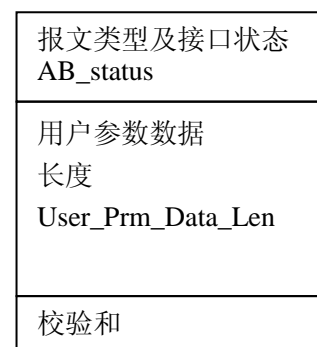 报文类型及接口状态
AB_status
用户参数数据
长度
User_Prm_Data_Len
校验和